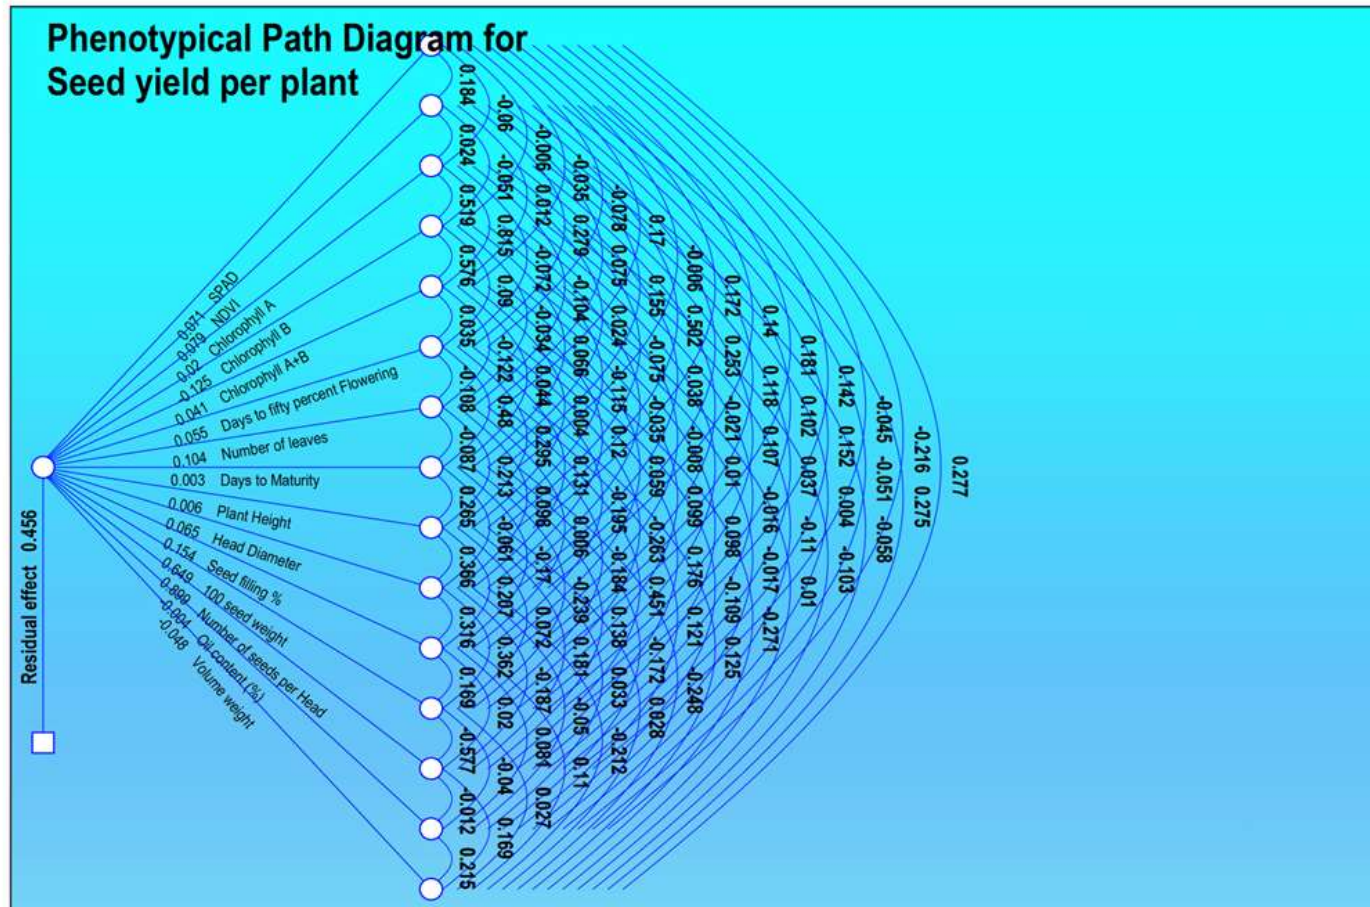 Phenotypical Path Diagram for
Seed yield per plant
0.071 SPAD
0.079 NDVI
0.02 Chlorophyll A
0.125 Chlorophyll B
0.041 Chlorophyll A+B
0.055 Days to fifty percent Flowering
0.104 Number of leaves
0.003 Days to Maturity
0.006 Plant Height
0.065 Head Diameter
0.154 Seed filling %
0.649 100 seed weight
0.899 Number of seeds per Head
-0.004 Oil content (%)
-0.048 Volume weight
Residual effect 0.456
0.184 0.024 0.519 0.576 0.035 -0.108 -0.087 0.265 0.366 0.316 0.169 -0.577 -0.012 0.215
-0.06 -0.051 0.815 0.09 -0.122 0.48 0.213 -0.061 0.207 0.362 0.02 -0.04 0.169
-0.006 0.012 -0.072 -0.034 0.044 0.295 0.098 -0.17 0.072 -0.187 0.081 0.027
-0.035 0.279 -0.104 0.066 0.004 0.131 0.006 -0.239 0.181 -0.05 0.11
-0.078 0.075 0.024 -0.115 0.12 -0.195 -0.184 0.138 0.033 -0.212
0.17 0.155 -0.075 -0.035 0.059 -0.263 0.451 -0.172 0.028
-0.006 0.502 0.038 -0.008 0.099 0.176 0.121 -0.248
0.172 0.253 -0.021 0.01 0.098 -0.109 0.125
0.14 0.118 0.107 -0.016 -0.017 -0.271
0.181 0.102 0.037 -0.11 0.01
0.142 0.152 0.004 -0.103
-0.045 -0.051 -0.058
-0.216 0.275
0.277